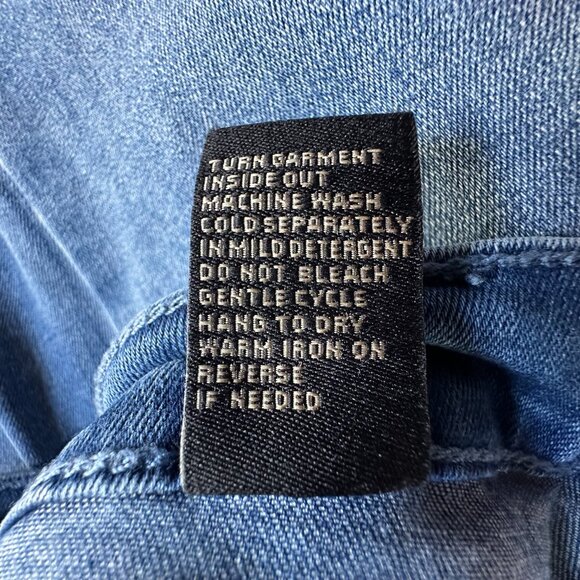 TURN GARMENT
INSIDE OUT
MACHINE WASH
COLD SEPARATELY
IN MILD DETERGENT
DO NOT BLEACH
GENTLE CYCLE
HANG TO DRY
WARM IRON ON
REVERSE
IF NEEDED